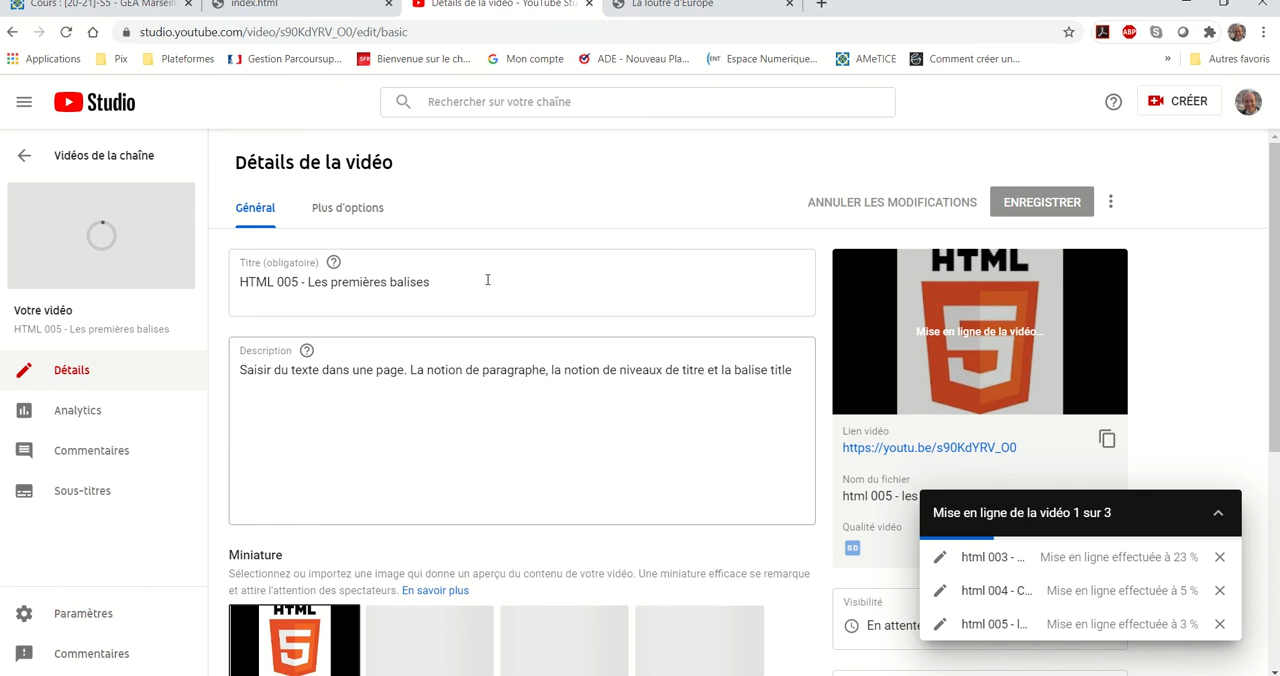 Cours : [20-21]-S5 - GEA Marseill
index.html
Détails de la vidéo - YouTube Stu
La loutre d'Europe
studio.youtube.com/video/s90KdYRV_O0/edit/basic
Applications
Pix
Plateformes
Gestion Parcoursup...
SFR
Bienvenue sur le ch...
Mon compte
ADE - Nouveau Pla...
ENT
Espace Numerique...
AMeTICE
Comment créer un...
»
Autres favoris
ABP
Studio
Rechercher sur votre chaîne
CRÉER
Vidéos de la chaîne
Détails de la vidéo
Général
Plus d'options
ANNULER LES MODIFICATIONS
ENREGISTRER
Votre vidéo
HTML 005 - Les premières balises
Détails
Analytics
Commentaires
Sous-titres
Paramètres
Commentaires
Titre (obligatoire)
HTML 005 - Les premières balises
Description
Saisir du texte dans une page. La notion de paragraphe, la notion de niveaux de titre et la balise title
Miniature
Sélectionnez ou importez une image qui donne un aperçu du contenu de votre vidéo. Une miniature efficace se remarque
et attire l'attention des spectateurs. En savoir plus
HTML
5
HTML
5
Mise en ligne de la vidéo...
Lien vidéo
https://youtu.be/s90KdYRV_O0
Nom du fichier
html 005 - les
Qualité vidéo
SD
Visibilité
En attente
Mise en ligne de la vidéo 1 sur 3
html 003 - ... Mise en ligne effectuée à 23 %
html 004 - C... Mise en ligne effectuée à 5 %
html 005 - l... Mise en ligne effectuée à 3 %